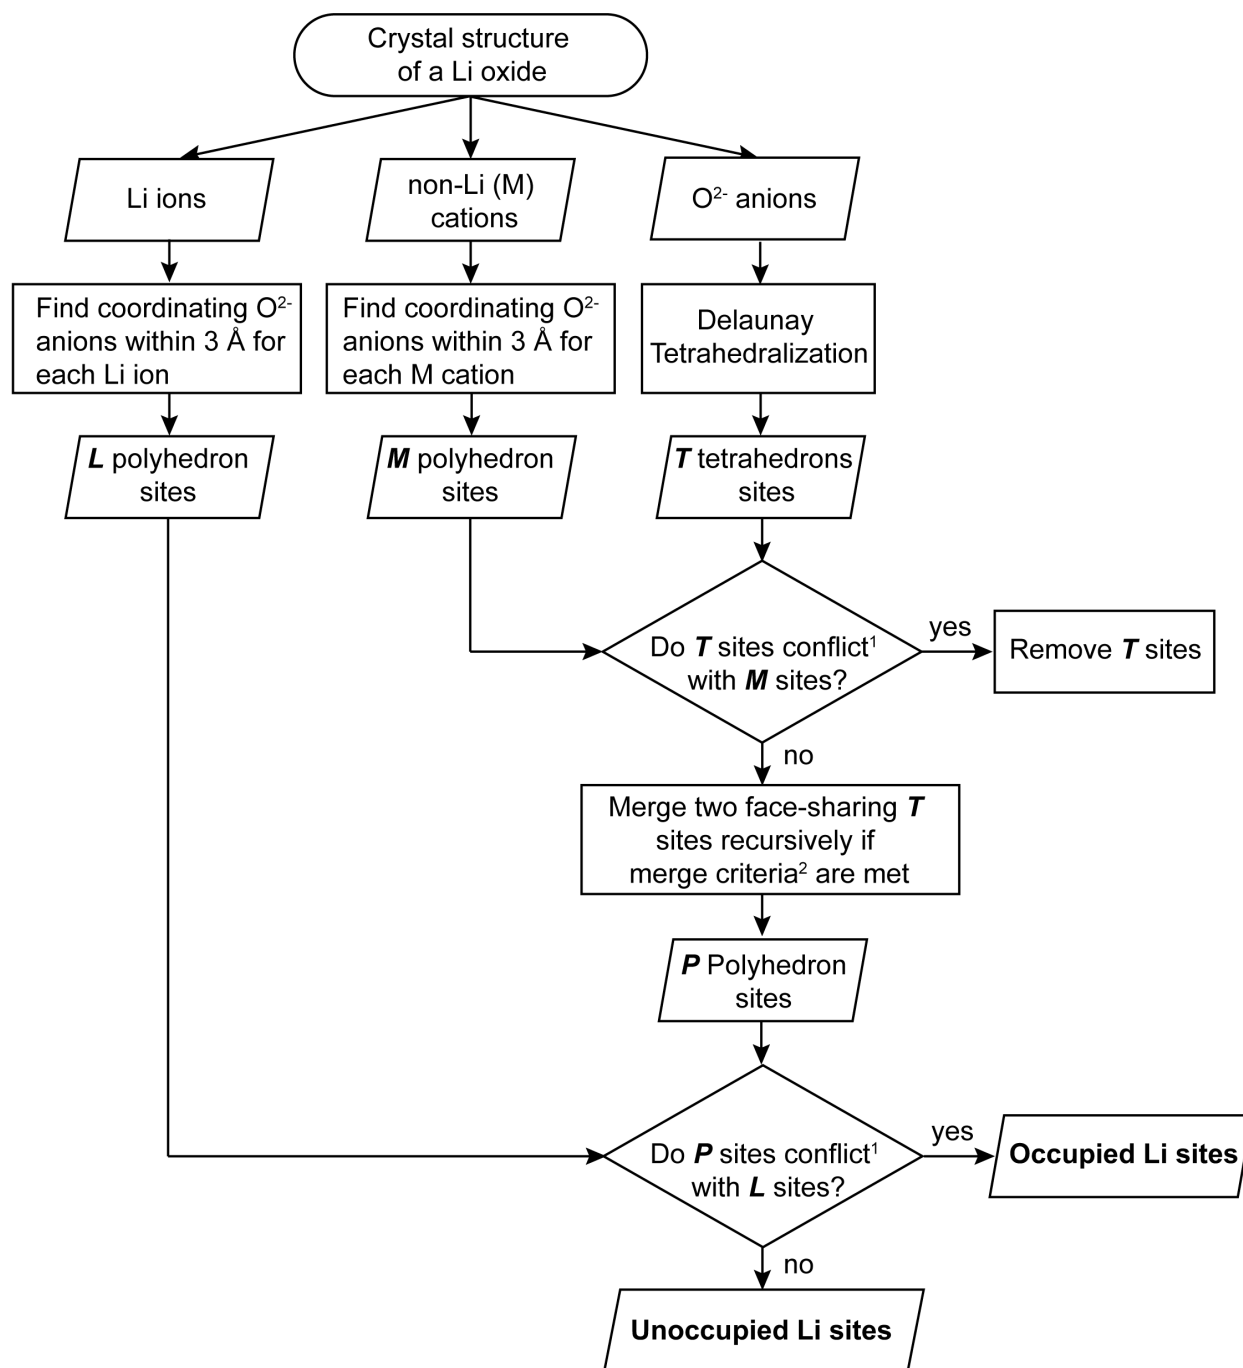 Crystal structure
of a Li oxide
Li ions
non-Li (M)
cations
O²⁻ anions
Find coordinating O²⁻
anions within 3 Å for
each Li ion
Find coordinating O²⁻
anions within 3 Å for
each M cation
Delaunay
Tetrahedralization
L polyhedron
sites
M polyhedron
sites
T tetrahedrons
sites
Do T sites conflict¹
with M sites?
yes
Remove T sites
no
Merge two face-sharing T
sites recursively if
merge criteria² are met
P Polyhedron
sites
Do P sites conflict¹
with L sites?
yes
Occupied Li sites
no
Unoccupied Li sites